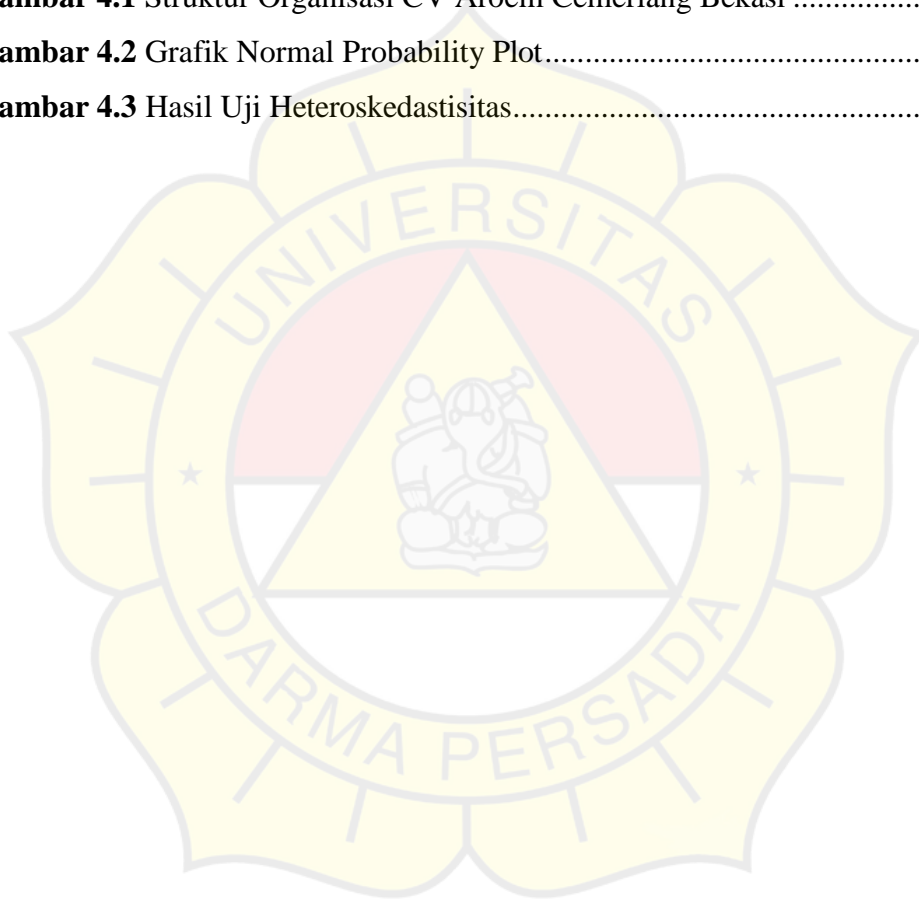 ambar 4.1 Struktur Organisasi CV Aroem Cemerlang Bekasi ................
ambar 4.2 Grafik Normal Probability Plot................................................
ambar 4.3 Hasil Uji Heteroskedastisitas....................................................
UNIVERSITAS
DARMA PERSADA